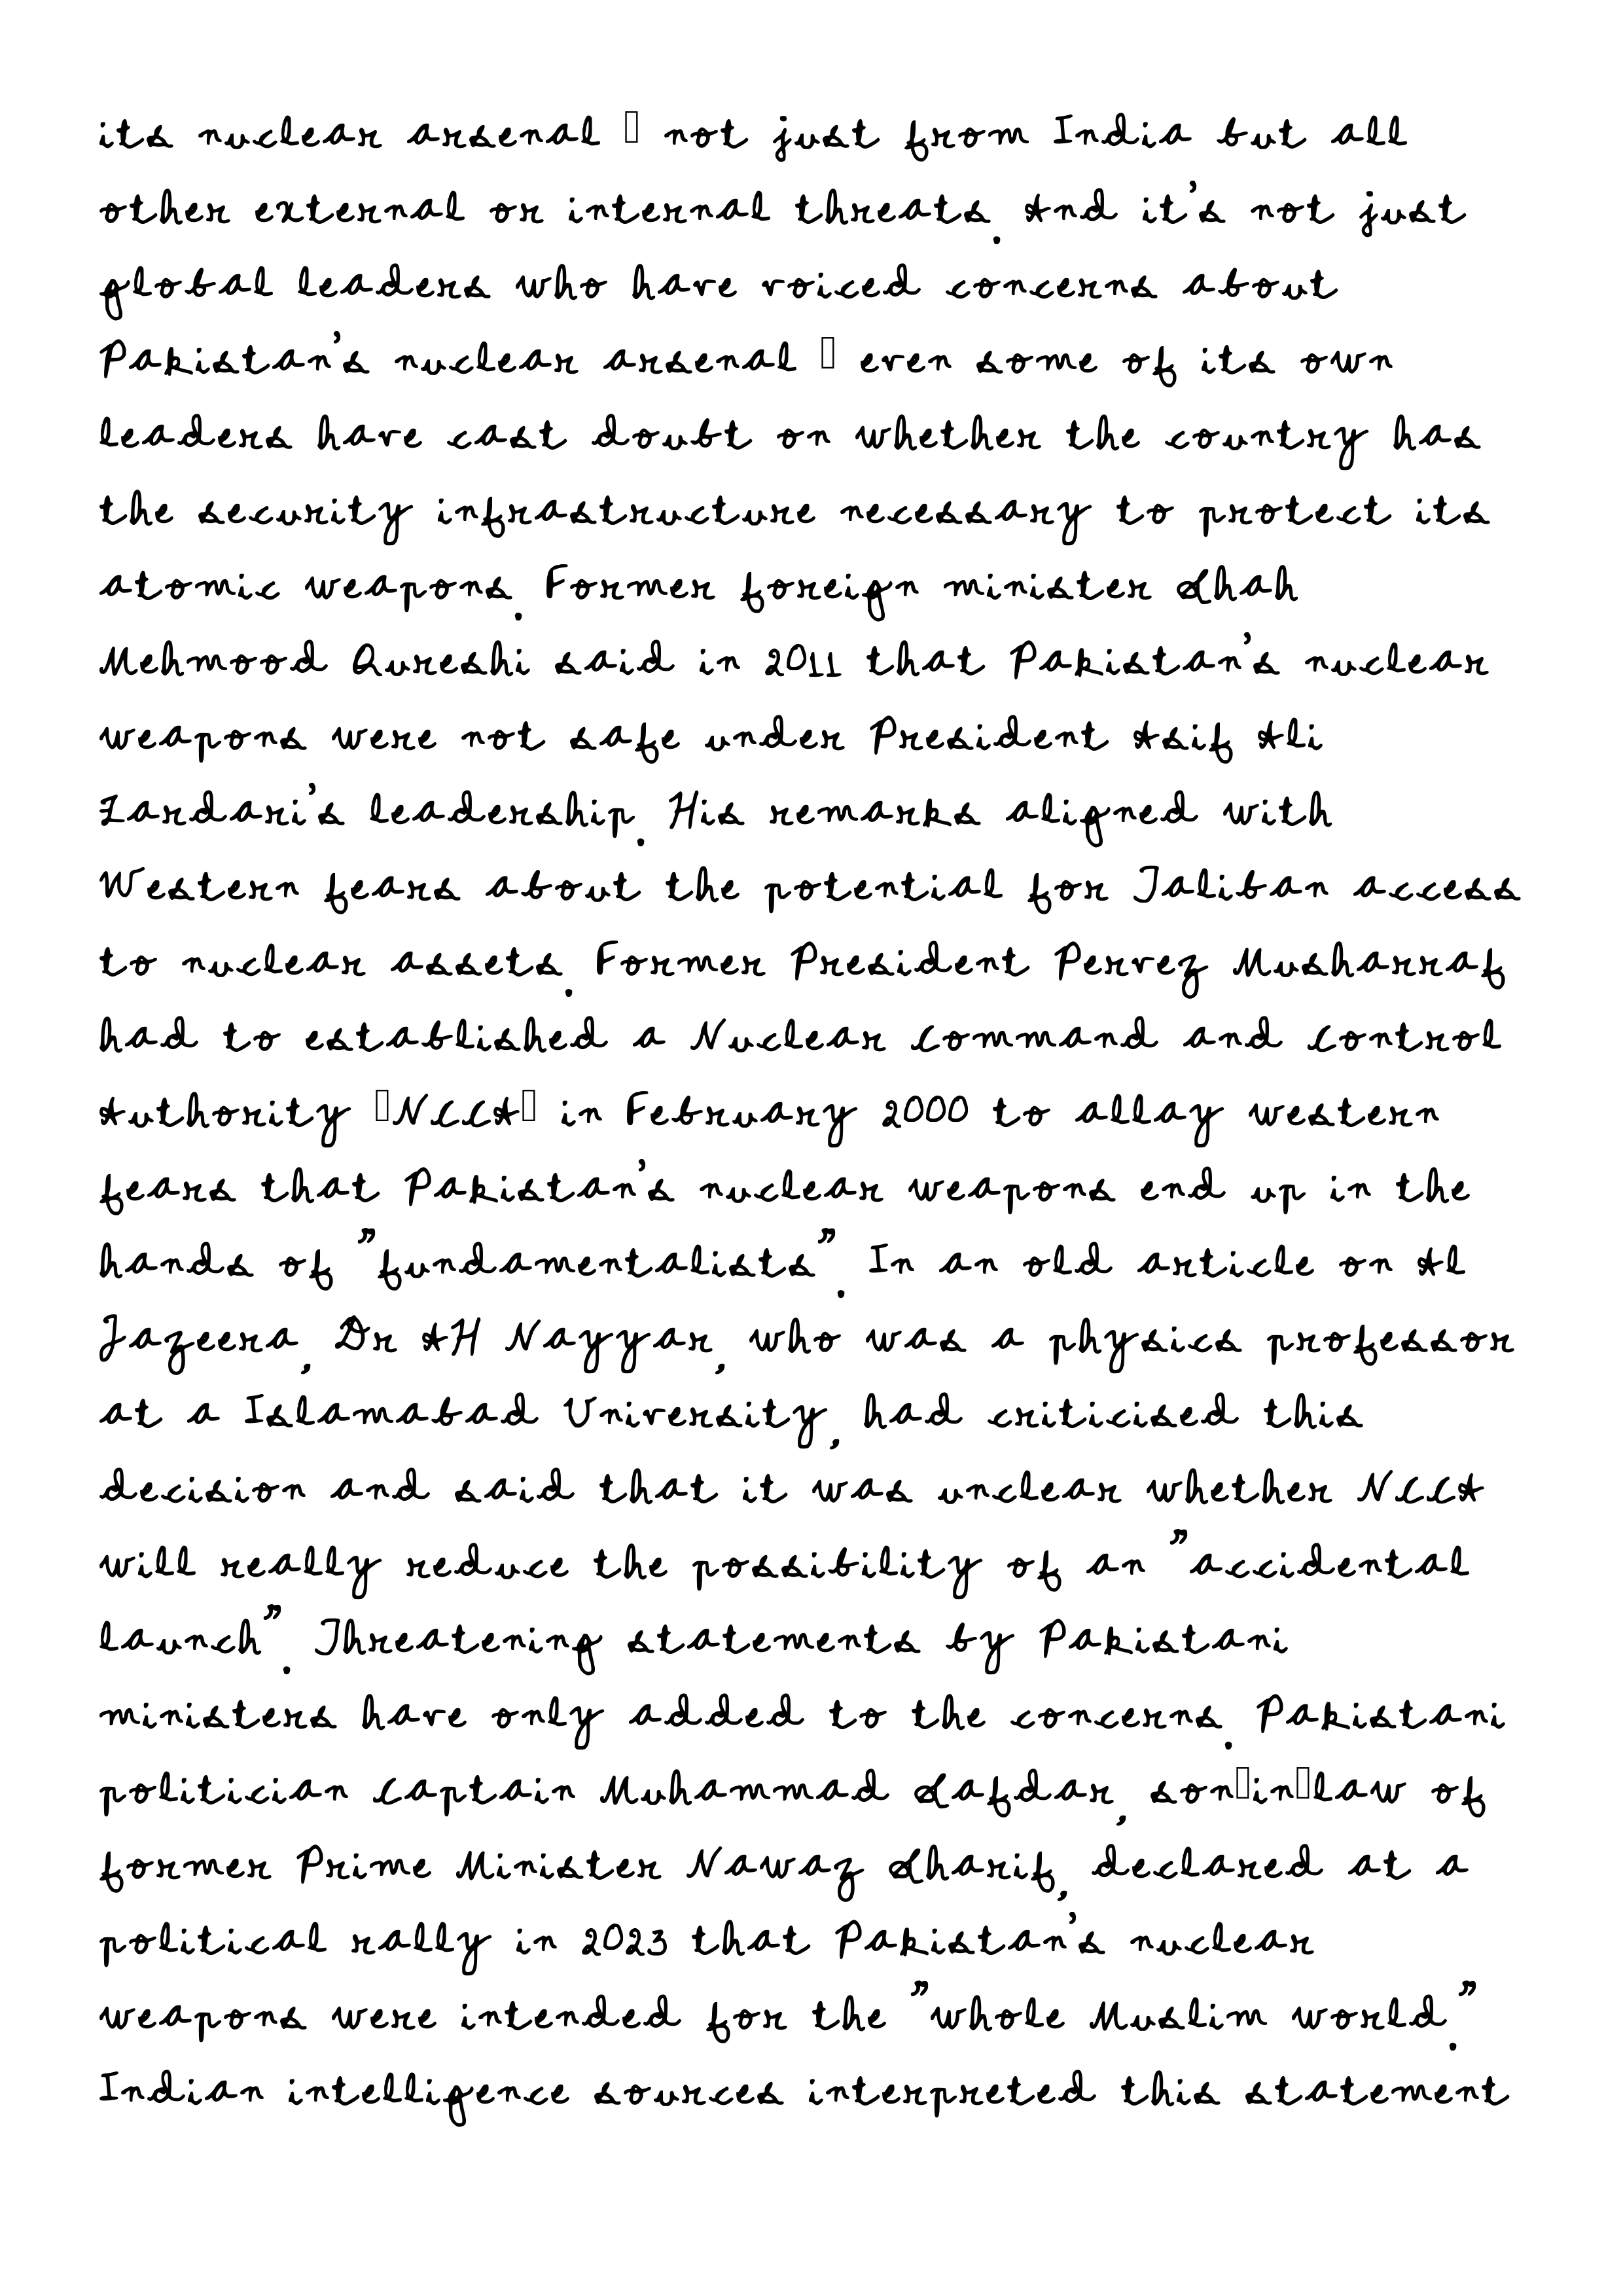 its nuclear arsenal ▯ not just from India but all
other external or internal threats. And it's not just
global leaders who have voiced concerns about
Pakistan's nuclear arsenal ▯ even some of its own
leaders have cast doubt on whether the country has
the security infrastructure necessary to protect its
atomic weapons. Former foreign minister Shah
Mehmood Qureshi said in 2011 that Pakistan's nuclear
weapons were not safe under President Asif Ali
Zardari's leadership. His remarks aligned with
Western fears about the potential for Taliban access
to nuclear assets. Former President Pervez Musharraf
had to established a Nuclear Command and Control
Authority ▯NCCA▯ in February 2000 to allay western
fears that Pakistan's nuclear weapons end up in the
hands of ”fundamentalists”. In an old article on Al
Jazeera, Dr AH Nayyar, who was a physics professor
at a Islamabad University, had criticised this
decision and said that it was unclear whether NCCA
will really reduce the possibility of an ”accidental
launch”. Threatening statements by Pakistani
ministers have only added to the concerns. Pakistani
politician Captain Muhammad Safdar, son▯in▯law of
former Prime Minister Nawaz Sharif, declared at a
political rally in 2023 that Pakistan's nuclear
weapons were intended for the ”whole Muslim world.”
Indian intelligence sources interpreted this statement